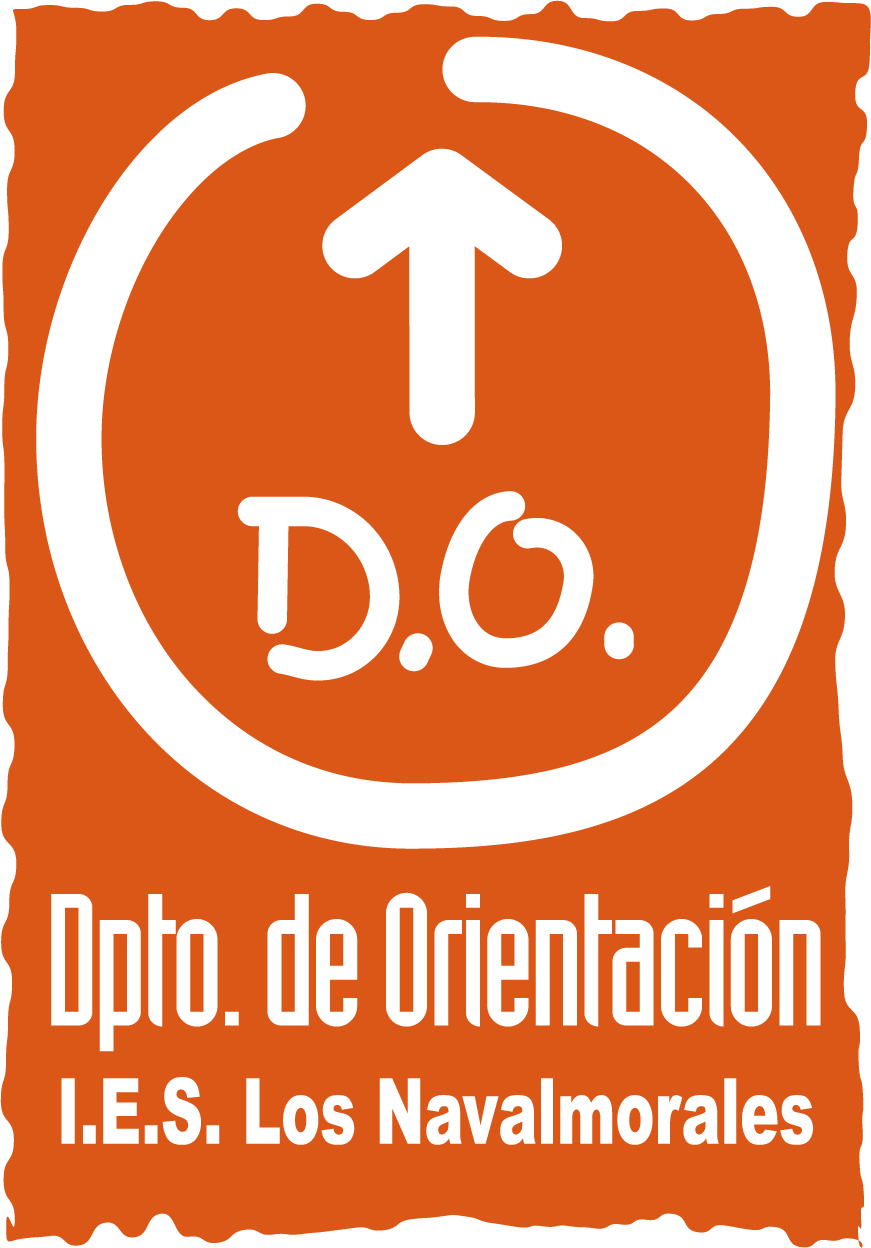 D.O.
Dpto. de Orientación
I.E.S. Los Navalmorales